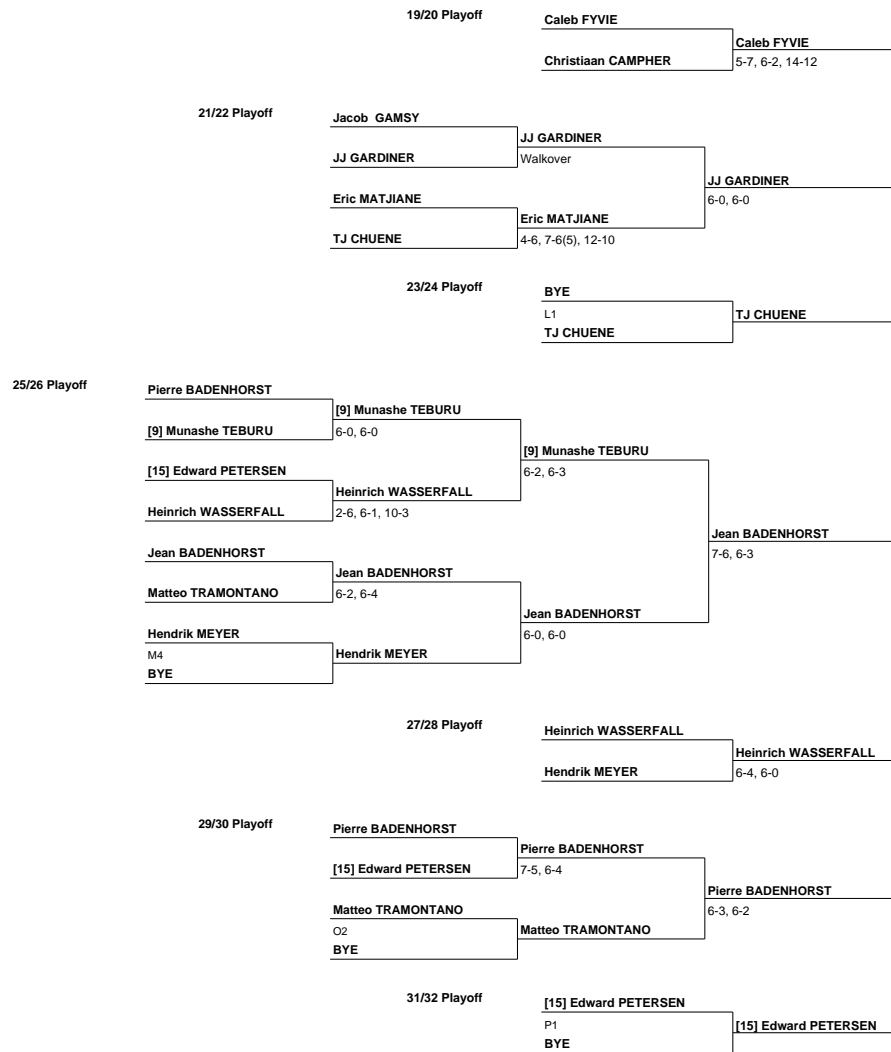 19/20 Playoff
Caleb FYVIE
Caleb FYVIE
Christiaan CAMPHER
5-7, 6-2, 14-12
21/22 Playoff
Jacob GAMSY
JJ GARDINER
JJ GARDINER
Walkover
JJ GARDINER
Eric MATJIANE
6-0, 6-0
Eric MATJIANE
TJ CHUENE
4-6, 7-6(5), 12-10
23/24 Playoff
BYE
L1
TJ CHUENE
TJ CHUENE
25/26 Playoff
Pierre BADENHORST
[9] Munashe TEBURU
[9] Munashe TEBURU
6-0, 6-0
[9] Munashe TEBURU
[15] Edward PETERSEN
6-2, 6-3
Heinrich WASSERFALL
Heinrich WASSERFALL
2-6, 6-1, 10-3
Jean BADENHORST
Jean BADENHORST
7-6, 6-3
Jean BADENHORST
Matteo TRAMONTANO
6-2, 6-4
Jean BADENHORST
Hendrik MEYER
6-0, 6-0
M4
Hendrik MEYER
BYE
27/28 Playoff
Heinrich WASSERFALL
Heinrich WASSERFALL
Hendrik MEYER
6-4, 6-0
29/30 Playoff
Pierre BADENHORST
Pierre BADENHORST
[15] Edward PETERSEN
7-5, 6-4
Pierre BADENHORST
Matteo TRAMONTANO
6-3, 6-2
O2
Matteo TRAMONTANO
BYE
31/32 Playoff
[15] Edward PETERSEN
P1
[15] Edward PETERSEN
BYE